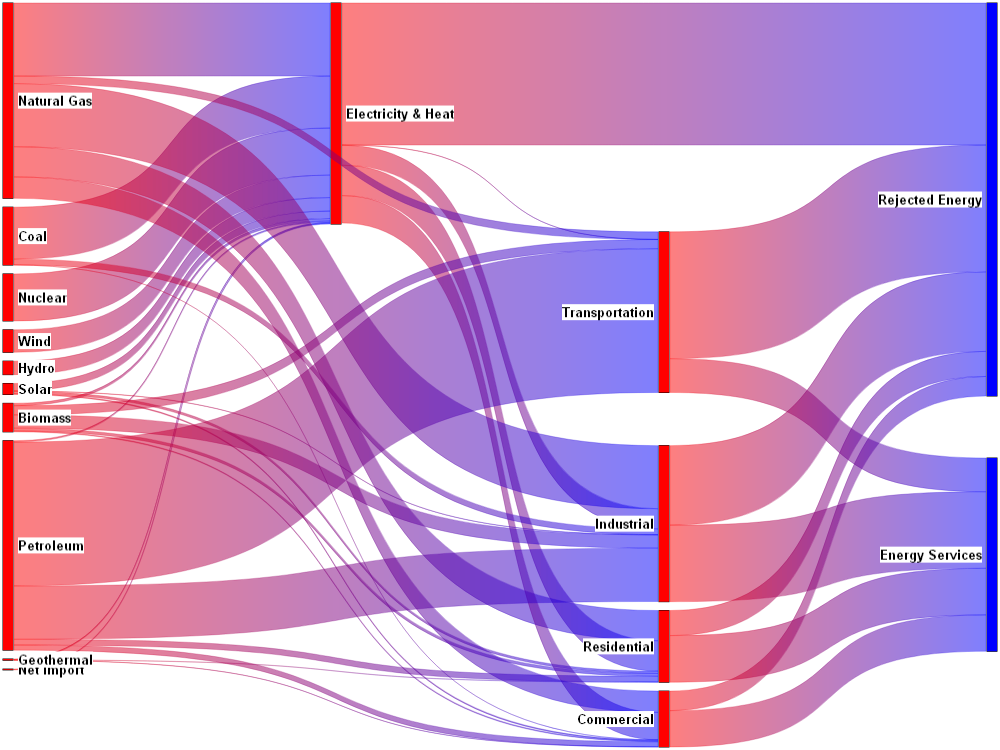 Natural Gas
Electricity & Heat
Rejected Energy
Coal
Nuclear
Transportation
Wind
Hydro
Solar
Biomass
Industrial
Petroleum
Energy Services
Residential
Geothermal
Net Import
Commercial